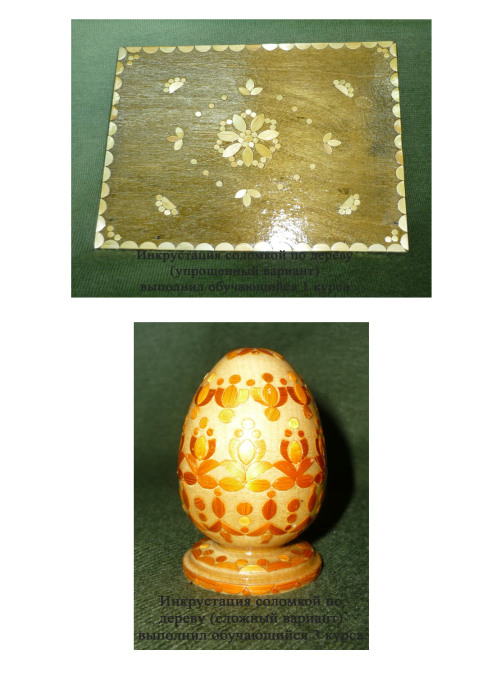 Инкрустация соломкой по дереву
(упрощенный вариант)
выполнил обучающийся 1 курса
Инкрустация соломкой по
дереву (сложный вариант)
выполнил обучающийся 3 курса